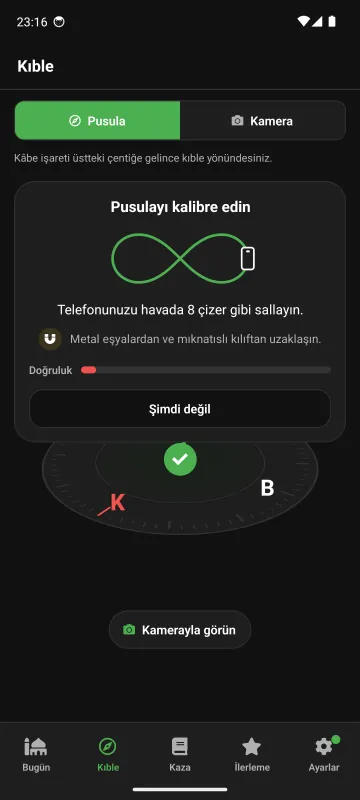 23:16
Kıble
Pusula
Kamera
Kâbe işareti üstteki çentiğe gelince kıble yönündesiniz.
Pusulayı kalibre edin
Telefonunuzu havada 8 çizer gibi sallayın.
Metal eşyalardan ve mıknatıslı kılıftan uzaklaşın.
Doğruluk
Şimdi değil
K
B
Kamerayla görün
Bugün
Kıble
Kaza
İlerleme
Ayarlar